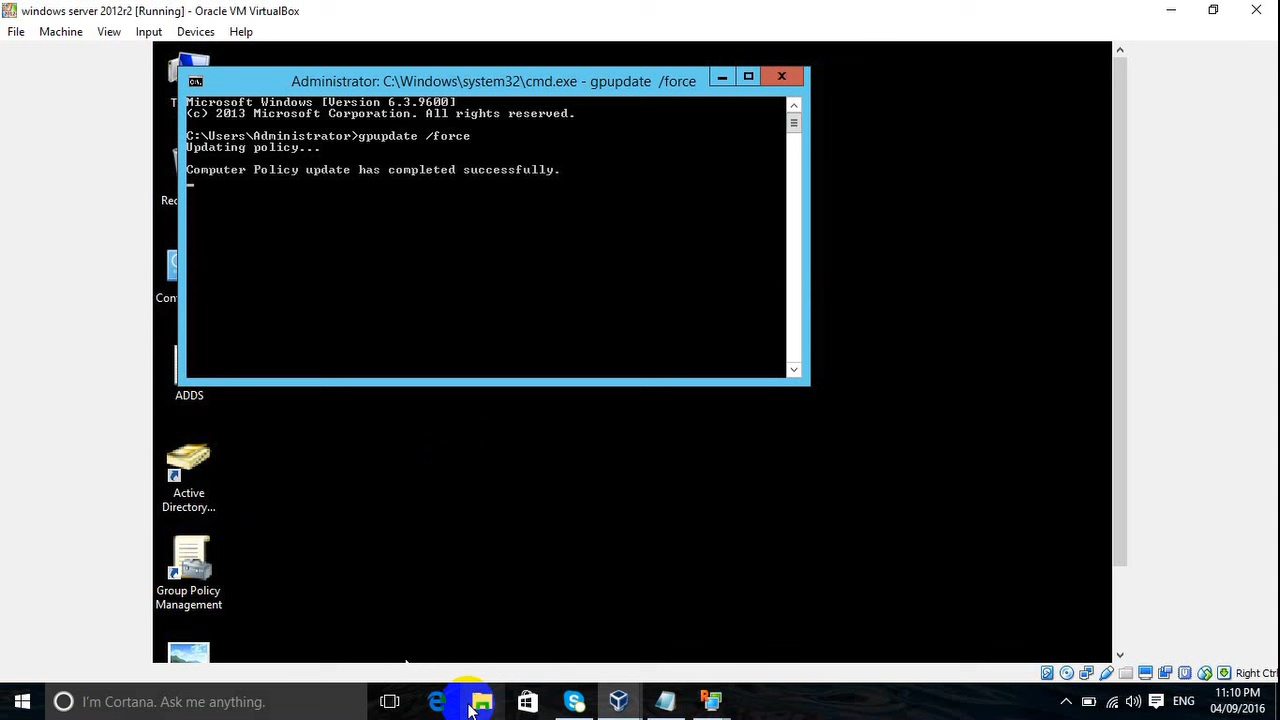 windows server 2012r2 [Running] - Oracle VM VirtualBox
File Machine View Input Devices Help
Administrator: C:\Windows\system32\cmd.exe - gpupdate /force
Microsoft Windows [Version 6.3.9600]
(c) 2013 Microsoft Corporation. All rights reserved.
C:\Users\Administrator>gpupdate /force
Updating policy...
Computer Policy update has completed successfully.
ADDS
Active
Directory...
Group Policy
Management
Right Ctrl
I'm Cortana. Ask me anything.
ENG
11:10 PM
04/09/2016